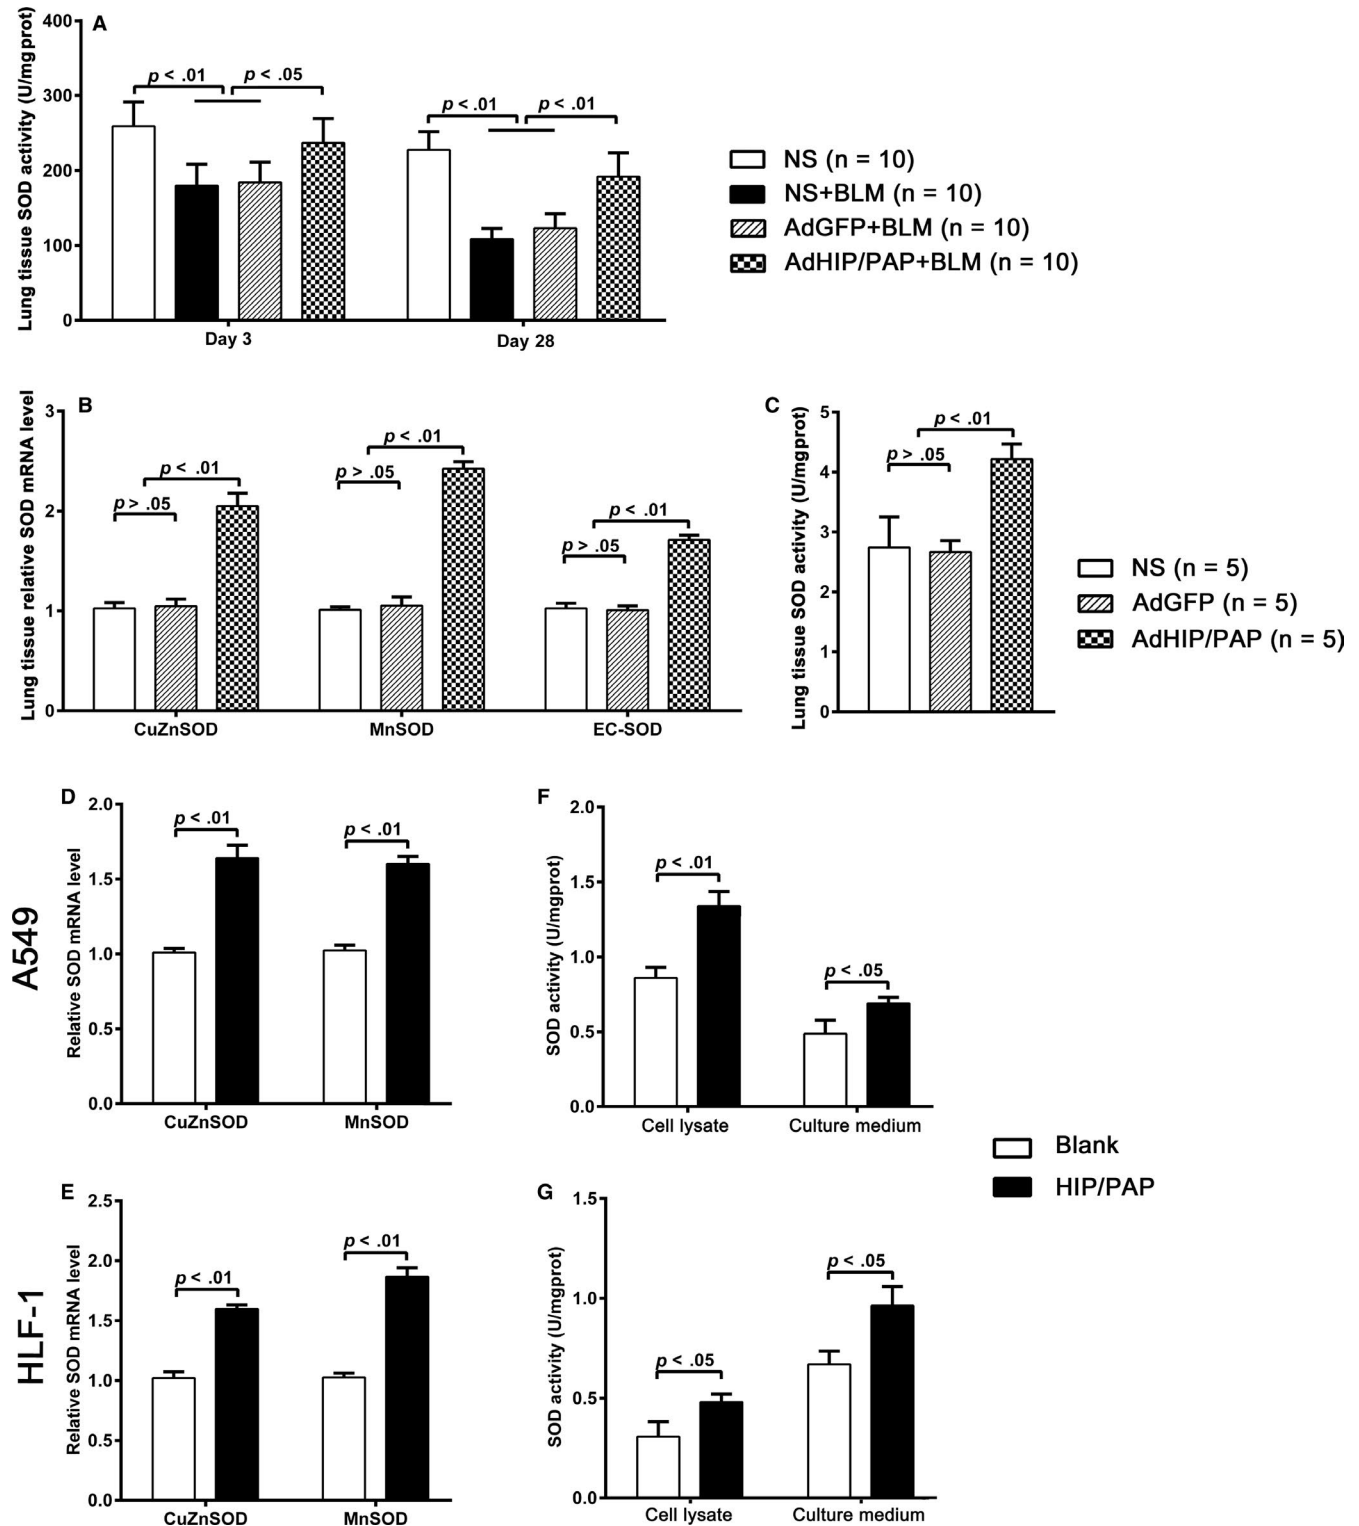 A
Lung tissue SOD activity (U/mgprot)
400
300
200
100
0
p < .01
p < .05
p < .01
p < .01
Day 3
Day 28
NS (n = 10)
NS+BLM (n = 10)
AdGFP+BLM (n = 10)
AdHIP/PAP+BLM (n = 10)
B
Lung tissue relative SOD mRNA level
3
2
1
0
p > .05
p < .01
p > .05
p < .01
p > .05
p < .01
CuZnSOD
MnSOD
EC-SOD
C
Lung tissue SOD activity (U/mgprot)
5
4
3
2
1
0
p < .01
p > .05
NS (n = 5)
AdGFP (n = 5)
AdHIP/PAP (n = 5)
A549
D
Relative SOD mRNA level
2.0
1.5
1.0
0.5
0.0
p < .01
p < .01
CuZnSOD
MnSOD
F
SOD activity (U/mgprot)
2.0
1.5
1.0
0.5
0.0
p < .01
p < .05
Cell lysate
Culture medium
Blank
HIP/PAP
HLF-1
E
Relative SOD mRNA level
2.5
2.0
1.5
1.0
0.5
0.0
p < .01
p < .01
CuZnSOD
MnSOD
G
SOD activity (U/mgprot)
1.5
1.0
0.5
0.0
p < .05
p < .05
Cell lysate
Culture medium